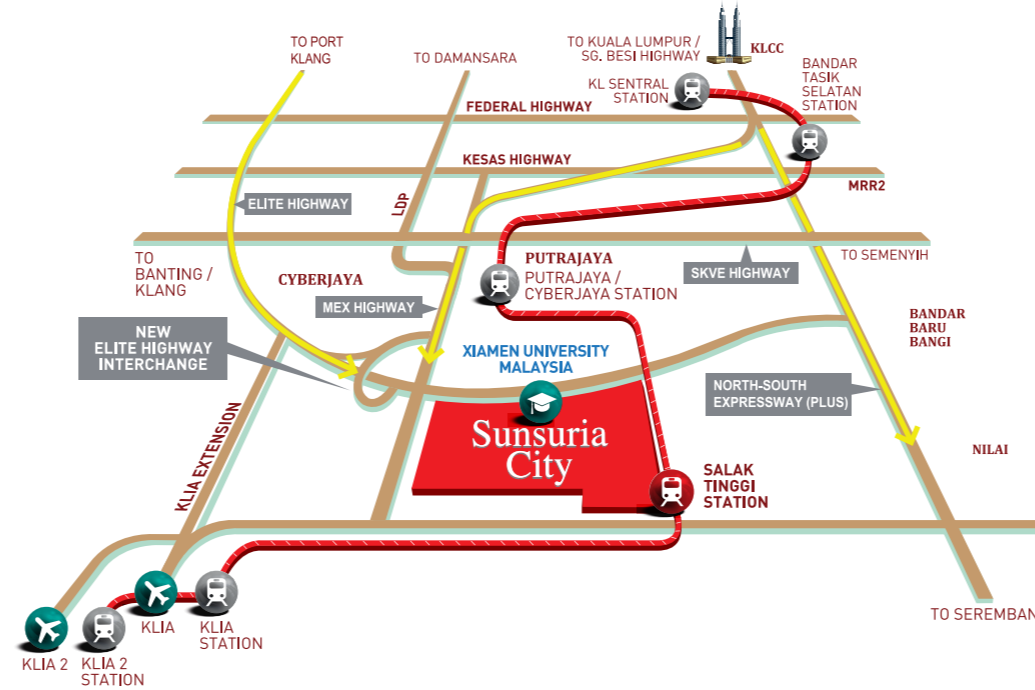 TO PORT
KLANG
TO DAMANSARA
TO KUALA LUMPUR /
SG. BESI HIGHWAY
KLCC
KL SENTRAL
STATION
BANDAR
TASIK
SELATAN
STATION
FEDERAL HIGHWAY
KESAS HIGHWAY
MRR2
ELITE HIGHWAY
LDP
TO
BANTING /
KLANG
CYBERJAYA
MEX HIGHWAY
PUTRAJAYA
PUTRAJAYA /
CYBERJAYA STATION
SKVE HIGHWAY
TO SEMENYIH
BANDAR
BARU
BANGI
NEW
ELITE HIGHWAY
INTERCHANGE
XIAMEN UNIVERSITY
MALAYSIA
NORTH-SOUTH
EXPRESSWAY (PLUS)
Sunsuria
City
NILAI
KLIA EXTENSION
SALAK
TINGGI
STATION
KLIA 2
KLIA 2
STATION
KLIA
KLIA
STATION
TO SEREMBAN